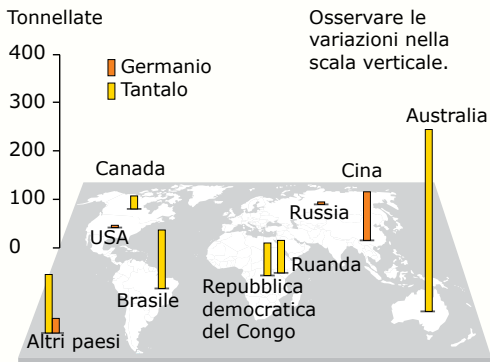 Tonnellate
Osservare le
variazioni nella
scala verticale.
400
300
200
100
0
Germanio
Tantalo
Australia
Canada
Cina
USA
Russia
Ruanda
Brasile
Repubblica
democratica
del Congo
Altri paesi